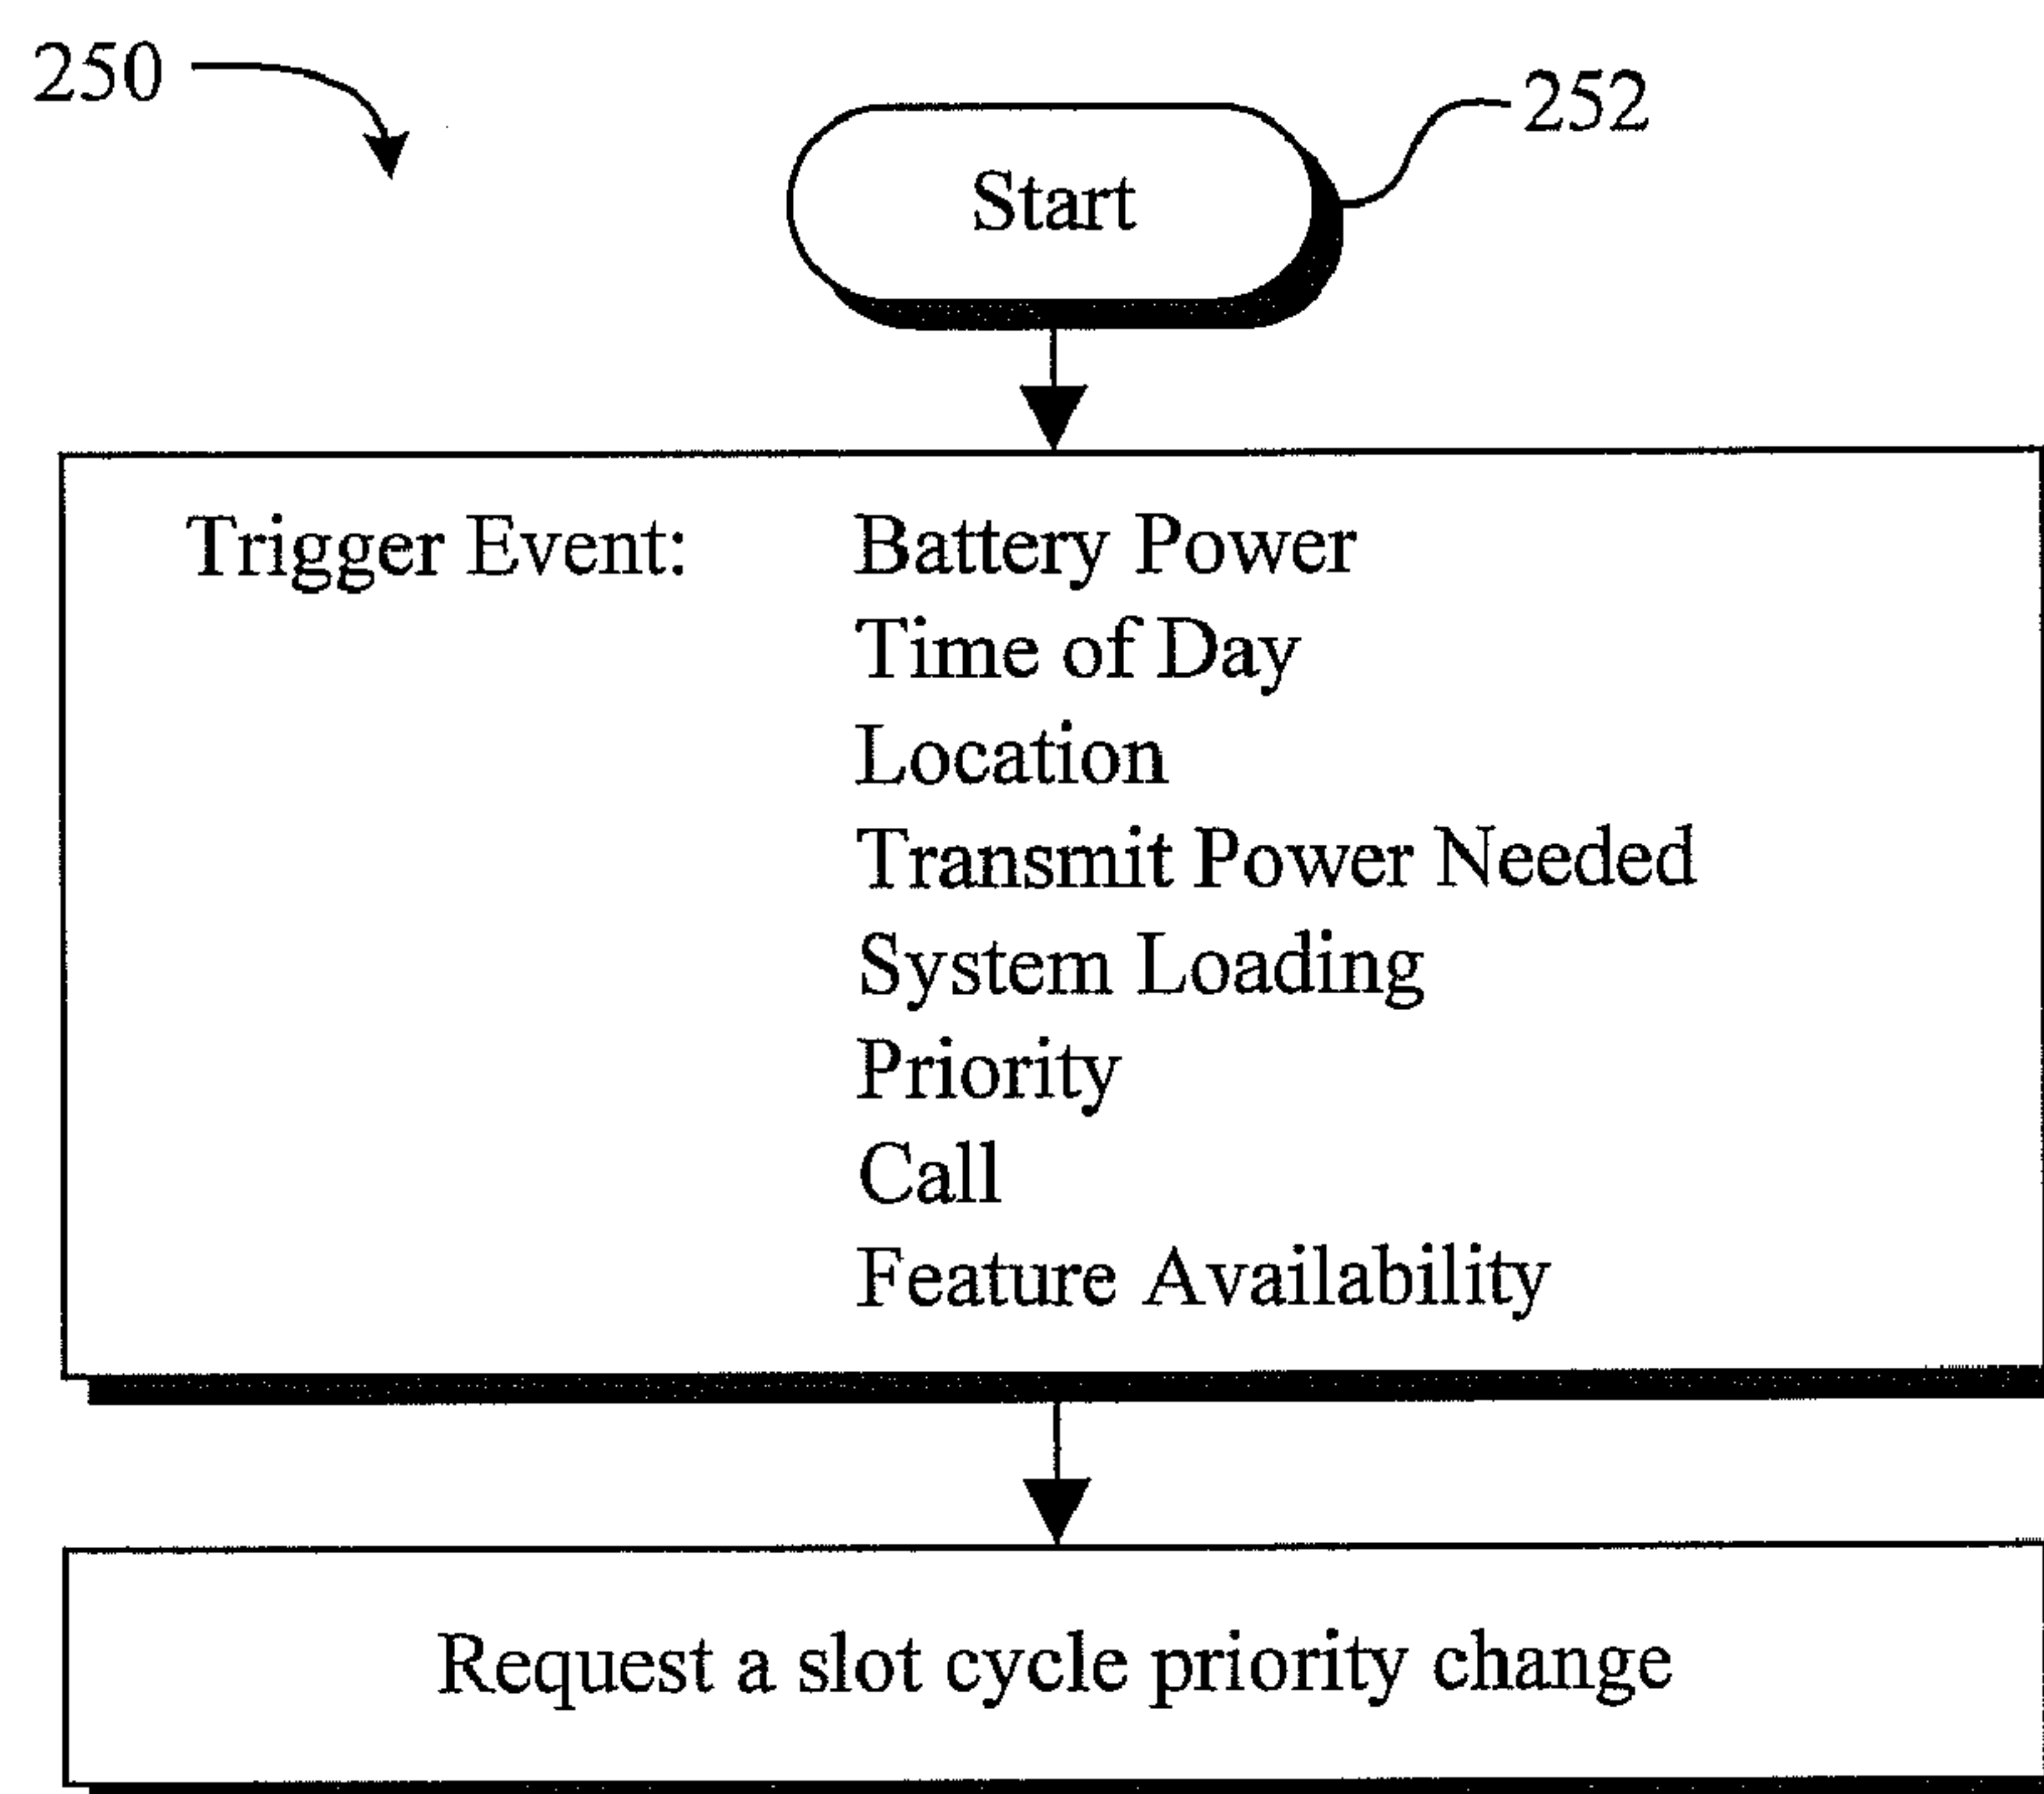 250
252
Start
Trigger Event: Battery Power
Time of Day
Location
Transmit Power Needed
System Loading
Priority
Call
Feature Availability
Request a slot cycle priority change